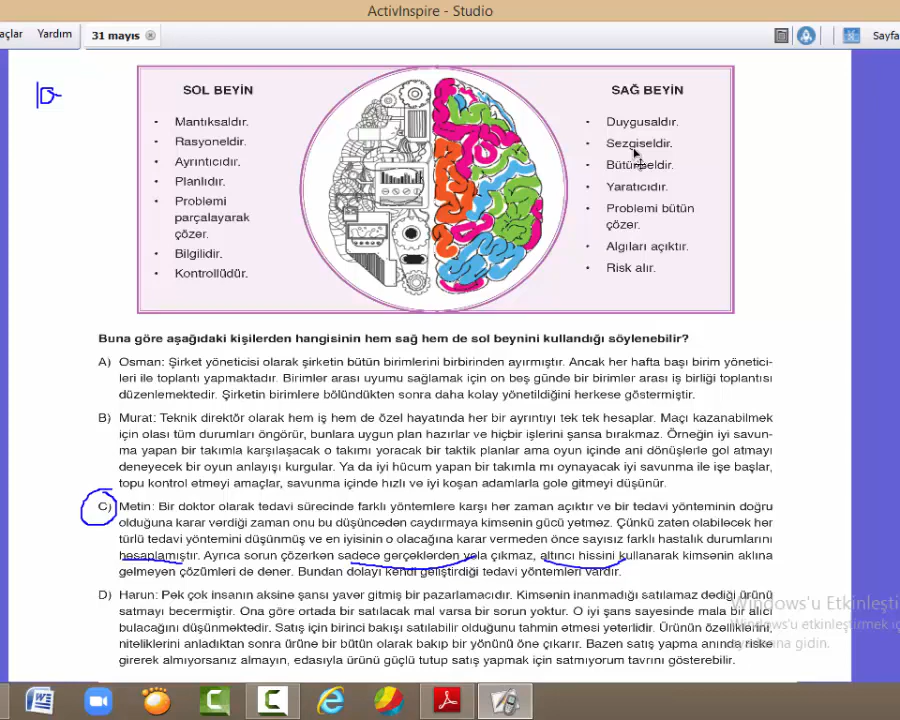 ActivInspire - Studio
açlar Yardım 31 mayıs Sayfa
SOL BEYİN
• Mantıksaldır.
• Rasyoneldir.
• Ayrıntıcıdır.
• Planlıdır.
• Problemi
parçalayarak
çözer.
• Bilgilidir.
• Kontrollüdür.
SAĞ BEYİN
• Duygusaldır.
• Sezgiseldir.
• Bütünseldir.
• Yaratıcıdır.
• Problemi bütün
çözer.
• Algıları açıktır.
• Risk alır.
Buna göre aşağıdaki kişilerden hangisinin hem sağ hem de sol beynini kullandığı söylenebilir?
A) Osman: Şirket yöneticisi olarak şirketin bütün birimlerini birbirinden ayırmıştır. Ancak her hafta başı birim yönetici-
leri ile toplantı yapmaktadır. Birimler arası uyumu sağlamak için on beş günde bir birimler arası iş birliği toplantısı
düzenlemektedir. Şirketin birimlere bölündükten sonra daha kolay yönetildiğini herkese göstermiştir.
B) Murat: Teknik direktör olarak hem iş hem de özel hayatında her bir ayrıntıyı tek tek hesaplar. Maçı kazanabilmek
için olası tüm durumları öngörür, bunlara uygun plan hazırlar ve hiçbir işlerini şansa bırakmaz. Örneğin iyi savun-
ma yapan bir takımla karşılaşacak o takımı yoracak bir taktik planlar ama oyun içinde ani dönüşlerle gol atmayı
deneyecek bir oyun anlayışı kurgular. Ya da iyi hücum yapan bir takımla mı oynayacak iyi savunma ile işe başlar,
topu kontrol etmeyi amaçlar, savunma içinde hızlı ve iyi koşan adamlarla gole gitmeyi düşünür.
C) Metin: Bir doktor olarak tedavi sürecinde farklı yöntemlere karşı her zaman açıktır ve bir tedavi yönteminin doğru
olduğuna karar verdiği zaman onu bu düşünceden caydırmaya kimsenin gücü yetmez. Çünkü zaten olabilecek her
türlü tedavi yöntemini düşünmüş ve en iyisinin o olacağına karar vermeden önce sayısız farklı hastalık durumlarını
hesaplamıştır. Ayrıca sorun çözerken sadece gerçeklerden yola çıkmaz, altıncı hissini kullanarak kimsenin aklına
gelmeyen çözümleri de dener. Bundan dolayı kendi geliştirdiği tedavi yöntemleri vardır.
D) Harun: Pek çok insanın aksine şansı yaver gitmiş bir pazarlamacıdır. Kimsenin inanmadığı satılamaz dediği ürünü
satmayı becermiştir. Ona göre ortada bir satılacak mal varsa bir sorun yoktur. O iyi şans sayesinde mala bir alıcı
bulacağını düşünmektedir. Satış için birinci bakışı satılabilir olduğunu tahmin etmesi yeterlidir. Ürünün özelliklerini,
niteliklerini anladıktan sonra ürüne bir bütün olarak bakıp bir yönünü öne çıkarır. Bazen satış yapma anında riske
girerek almıyorsanız almayın, edasıyla ürünü güçlü tutup satış yapmak için satmıyorum tavrını gösterebilir.
Windows'u Etkinleşti
Windows'u etkinleştirmek iç
gidin.